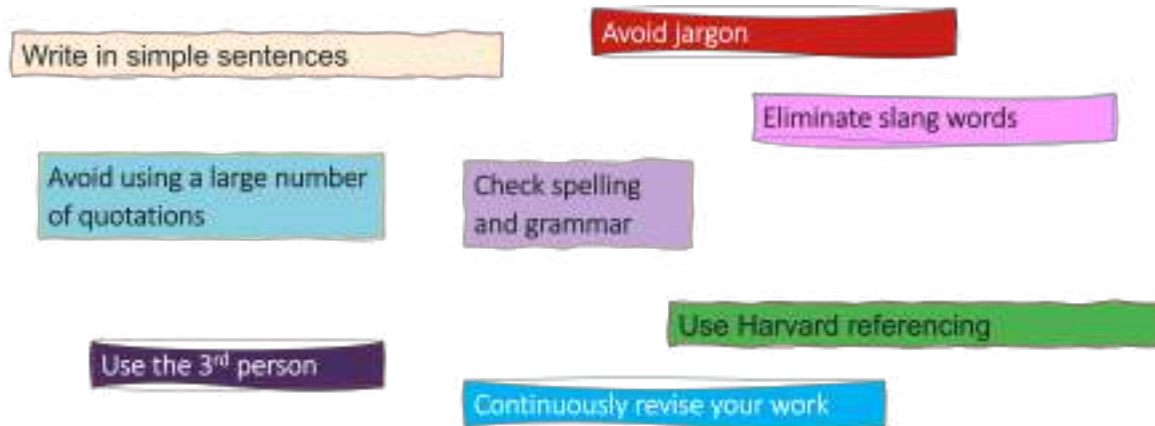 Avoid Jargon
Write in simple sentences
Eliminate slang words
Avoid using a large number
of quotations
Check spelling
and grammar
Use Harvard referencing
Use the 3rd person
Continuously revise your work